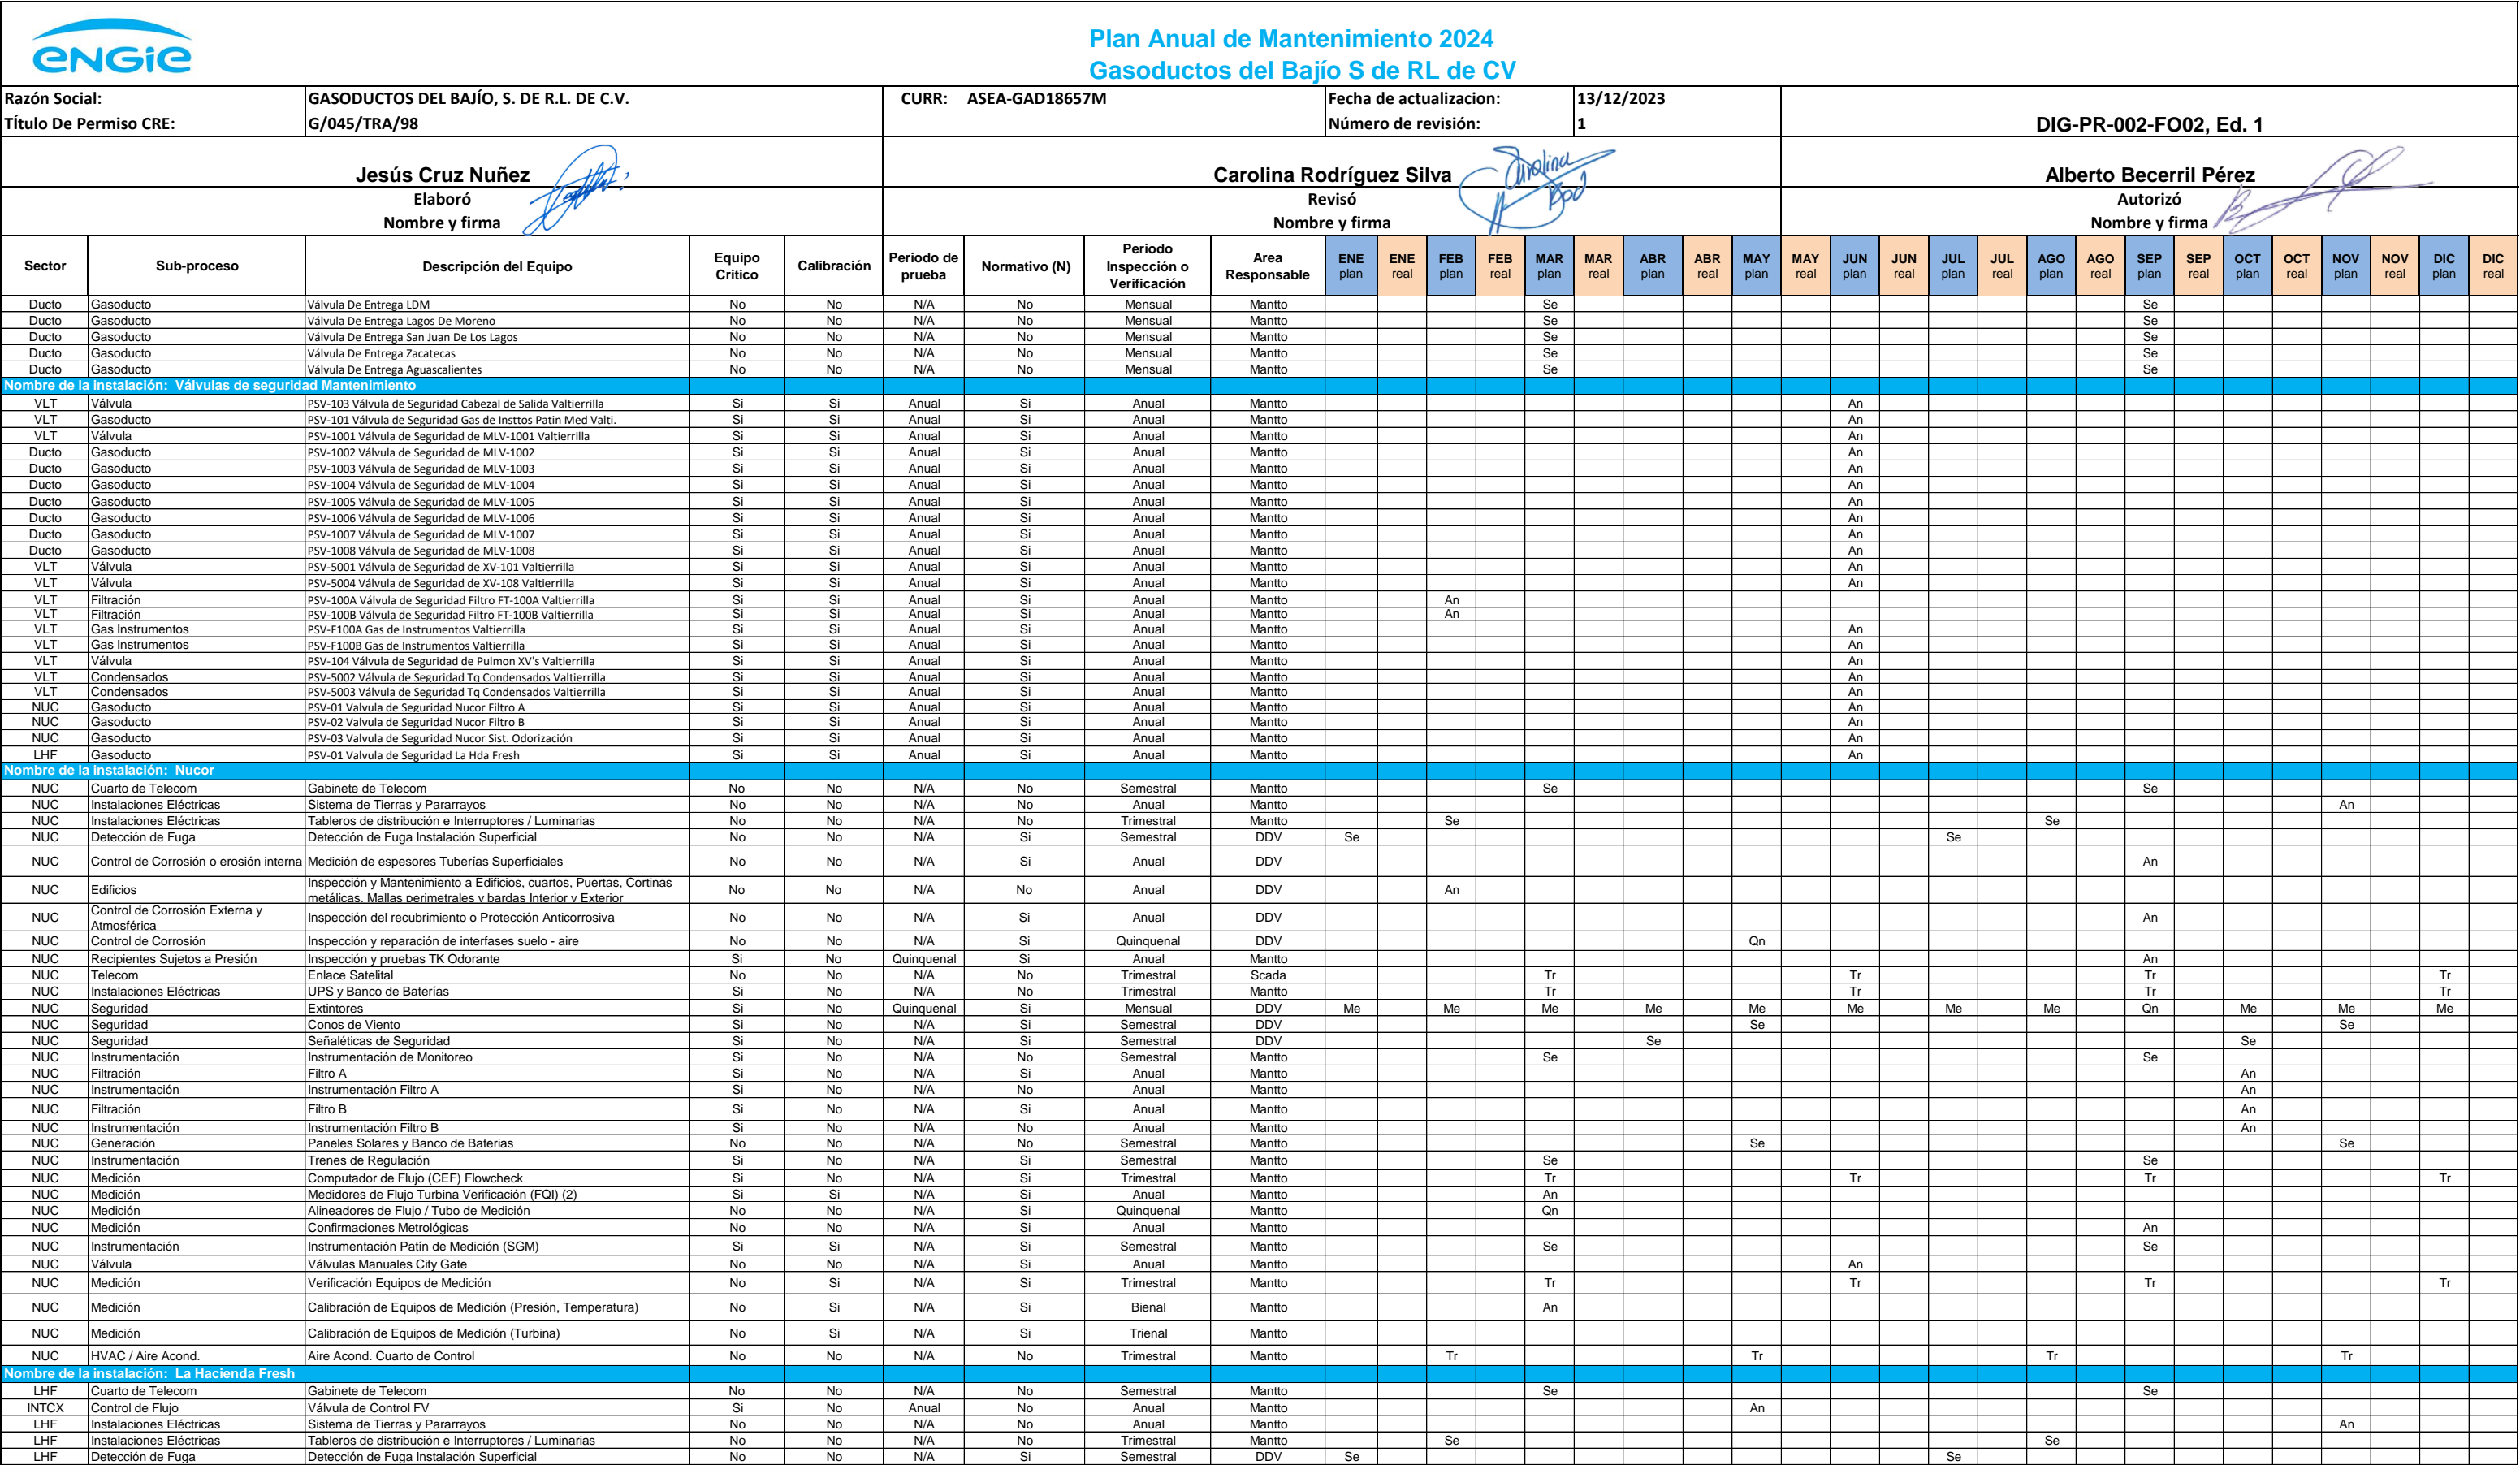 ENGIE
Plan Anual de Mantenimiento 2024
Gasoductos del Bajío S de RL de CV
Razón Social: GASODUCTOS DEL BAJÍO, S. DE R.L. DE C.V. CURR: ASEA-GAD18657M Fecha de actualizacion: 13/12/2023
Título De Permiso CRE: G/045/TRA/98 Número de revisión: 1 DIG-PR-002-FO02, Ed. 1
Jesús Cruz Nuñez Carolina Rodríguez Silva Alberto Becerril Pérez
Elaboró Revisó Autorizó
Nombre y firma Nombre y firma Nombre y firma
Sector Sub-proceso Descripción del Equipo Equipo Critico Calibración Periodo de prueba Normativo (N) Periodo Inspección o Verificación Area Responsable ENE plan ENE real FEB plan FEB real MAR plan MAR real ABR plan ABR real MAY plan MAY real JUN plan JUN real JUL plan JUL real AGO plan AGO real SEP plan SEP real OCT plan OCT real NOV plan NOV real DIC plan DIC real
Ducto Gasoducto Válvula De Entrega LDM No No N/A No Mensual Mantto Se Se
Ducto Gasoducto Válvula De Entrega Lagos De Moreno No No N/A No Mensual Mantto Se Se
Ducto Gasoducto Válvula De Entrega San Juan De Los Lagos No No N/A No Mensual Mantto Se Se
Ducto Gasoducto Válvula De Entrega Zacatecas No No N/A No Mensual Mantto Se Se
Ducto Gasoducto Válvula De Entrega Aguascalientes No No N/A No Mensual Mantto Se Se
Nombre de la instalación: Válvulas de seguridad Mantenimiento
VLT Válvula PSV-103 Válvula de Seguridad Cabezal de Salida Valtierrilla Si Si Anual Si Anual Mantto An
VLT Gasoducto PSV-101 Válvula de Seguridad Gas de Insttos Patin Med Valti. Si Si Anual Si Anual Mantto An
VLT Válvula PSV-1001 Válvula de Seguridad de MLV-1001 Valtierrilla Si Si Anual Si Anual Mantto An
Ducto Gasoducto PSV-1002 Válvula de Seguridad de MLV-1002 Si Si Anual Si Anual Mantto An
Ducto Gasoducto PSV-1003 Válvula de Seguridad de MLV-1003 Si Si Anual Si Anual Mantto An
Ducto Gasoducto PSV-1004 Válvula de Seguridad de MLV-1004 Si Si Anual Si Anual Mantto An
Ducto Gasoducto PSV-1005 Válvula de Seguridad de MLV-1005 Si Si Anual Si Anual Mantto An
Ducto Gasoducto PSV-1006 Válvula de Seguridad de MLV-1006 Si Si Anual Si Anual Mantto An
Ducto Gasoducto PSV-1007 Válvula de Seguridad de MLV-1007 Si Si Anual Si Anual Mantto An
Ducto Gasoducto PSV-1008 Válvula de Seguridad de MLV-1008 Si Si Anual Si Anual Mantto An
VLT Válvula PSV-5001 Válvula de Seguridad de XV-101 Valtierrilla Si Si Anual Si Anual Mantto An
VLT Válvula PSV-5004 Válvula de Seguridad de XV-108 Valtierrilla Si Si Anual Si Anual Mantto An
VLT Filtración PSV-100A Válvula de Seguridad Filtro FT-100A Valtierrilla Si Si Anual Si Anual Mantto An
VLT Filtración PSV-100B Válvula de Seguridad Filtro FT-100B Valtierrilla Si Si Anual Si Anual Mantto An
VLT Gas Instrumentos PSV-F100A Gas de Instrumentos Valtierrilla Si Si Anual Si Anual Mantto An
VLT Gas Instrumentos PSV-F100B Gas de Instrumentos Valtierrilla Si Si Anual Si Anual Mantto An
VLT Válvula PSV-104 Válvula de Seguridad de Pulmon XV's Valtierrilla Si Si Anual Si Anual Mantto An
VLT Condensados PSV-5002 Válvula de Seguridad Tq Condensados Valtierrilla Si Si Anual Si Anual Mantto An
VLT Condensados PSV-5003 Válvula de Seguridad Tq Condensados Valtierrilla Si Si Anual Si Anual Mantto An
NUC Gasoducto PSV-01 Valvula de Seguridad Nucor Filtro A Si Si Anual Si Anual Mantto An
NUC Gasoducto PSV-02 Valvula de Seguridad Nucor Filtro B Si Si Anual Si Anual Mantto An
NUC Gasoducto PSV-03 Valvula de Seguridad Nucor Sist. Odorización Si Si Anual Si Anual Mantto An
LHF Gasoducto PSV-01 Valvula de Seguridad La Hda Fresh Si Si Anual Si Anual Mantto An
Nombre de la instalación: Nucor
NUC Cuarto de Telecom Gabinete de Telecom No No N/A No Semestral Mantto Se Se
NUC Instalaciones Eléctricas Sistema de Tierras y Pararrayos No No N/A No Anual Mantto An
NUC Instalaciones Eléctricas Tableros de distribución e Interruptores / Luminarias No No N/A No Trimestral Mantto Se Se
NUC Detección de Fuga Detección de Fuga Instalación Superficial No No N/A Si Semestral DDV Se Se
NUC Control de Corrosión o erosión interna Medición de espesores Tuberías Superficiales No No N/A Si Anual DDV An
NUC Edificios Inspección y Mantenimiento a Edificios, cuartos, Puertas, Cortinas metálicas, Mallas perimetrales y bardas Interior y Exterior No No N/A No Anual DDV An
NUC Control de Corrosión Externa y Atmosférica Inspección del recubrimiento o Protección Anticorrosiva No No N/A Si Anual DDV An
NUC Control de Corrosión Inspección y reparación de interfases suelo - aire No No N/A Si Quinquenal DDV Qn
NUC Recipientes Sujetos a Presión Inspección y pruebas TK Odorante Si No Quinquenal Si Anual Mantto An
NUC Telecom Enlace Satelital No No N/A No Trimestral Scada Tr Tr Tr Tr
NUC Instalaciones Eléctricas UPS y Banco de Baterías Si No N/A No Trimestral Mantto Tr Tr Tr Tr
NUC Seguridad Extintores Si No Quinquenal Si Mensual DDV Me Me Me Me Me Me Me Me Qn Me Me Me
NUC Seguridad Conos de Viento Si No N/A Si Semestral DDV Se Se
NUC Seguridad Señaléticas de Seguridad Si No N/A Si Semestral DDV Se Se
NUC Instrumentación Instrumentación de Monitoreo Si No N/A No Semestral Mantto Se Se
NUC Filtración Filtro A Si No N/A Si Anual Mantto An
NUC Instrumentación Instrumentación Filtro A Si No N/A No Anual Mantto An
NUC Filtración Filtro B Si No N/A Si Anual Mantto An
NUC Instrumentación Instrumentación Filtro B Si No N/A No Anual Mantto An
NUC Generación Paneles Solares y Banco de Baterias No No N/A No Semestral Mantto Se Se
NUC Instrumentación Trenes de Regulación Si No N/A Si Semestral Mantto Se Se
NUC Medición Computador de Flujo (CEF) Flowcheck Si No N/A Si Trimestral Mantto Tr Tr Tr Tr
NUC Medición Medidores de Flujo Turbina Verificación (FQI) (2) Si Si N/A Si Anual Mantto An
NUC Medición Alineadores de Flujo / Tubo de Medición No No N/A Si Quinquenal Mantto Qn
NUC Medición Confirmaciones Metrológicas No No N/A Si Anual Mantto An
NUC Instrumentación Instrumentación Patín de Medición (SGM) Si Si N/A Si Semestral Mantto Se Se
NUC Válvula Válvulas Manuales City Gate No No N/A Si Anual Mantto An
NUC Medición Verificación Equipos de Medición No Si N/A Si Trimestral Mantto Tr Tr Tr Tr
NUC Medición Calibración de Equipos de Medición (Presión, Temperatura) No Si N/A Si Bienal Mantto An
NUC Medición Calibración de Equipos de Medición (Turbina) No Si N/A Si Trienal Mantto
NUC HVAC / Aire Acond. Aire Acond. Cuarto de Control No No N/A No Trimestral Mantto Tr Tr Tr Tr
Nombre de la instalación: La Hacienda Fresh
LHF Cuarto de Telecom Gabinete de Telecom No No N/A No Semestral Mantto Se Se
INTCX Control de Flujo Válvula de Control FV Si No Anual No Anual Mantto An
LHF Instalaciones Eléctricas Sistema de Tierras y Pararrayos No No N/A No Anual Mantto An
LHF Instalaciones Eléctricas Tableros de distribución e Interruptores / Luminarias No No N/A No Trimestral Mantto Se Se
LHF Detección de Fuga Detección de Fuga Instalación Superficial No No N/A Si Semestral DDV Se Se